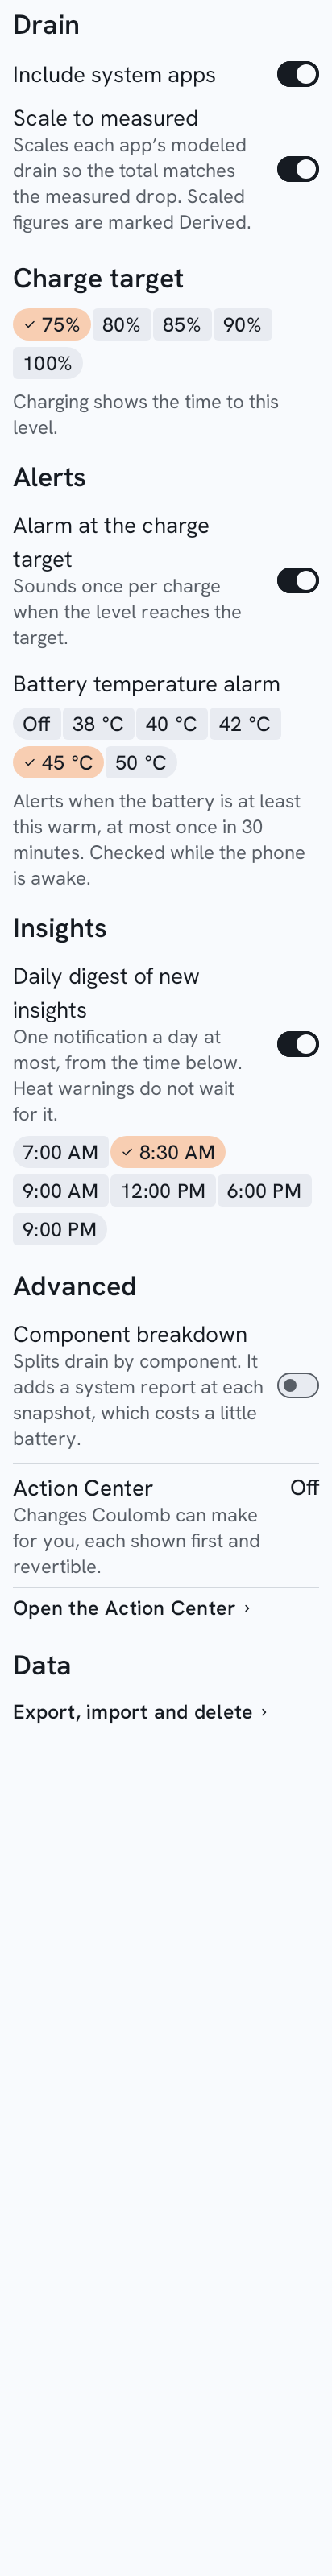 Drain
Include system apps
Scale to measured
Scales each app’s modeled
drain so the total matches
the measured drop. Scaled
figures are marked Derived.
Charge target
75% 80% 85% 90%
100%
Charging shows the time to this
level.
Alerts
Alarm at the charge
target
Sounds once per charge
when the level reaches the
target.
Battery temperature alarm
Off 38 °C 40 °C 42 °C
45 °C 50 °C
Alerts when the battery is at least
this warm, at most once in 30
minutes. Checked while the phone
is awake.
Insights
Daily digest of new
insights
One notification a day at
most, from the time below.
Heat warnings do not wait
for it.
7:00 AM 8:30 AM
9:00 AM 12:00 PM 6:00 PM
9:00 PM
Advanced
Component breakdown
Splits drain by component. It
adds a system report at each
snapshot, which costs a little
battery.
Action Center Off
Changes Coulomb can make
for you, each shown first and
revertible.
Open the Action Center ›
Data
Export, import and delete ›